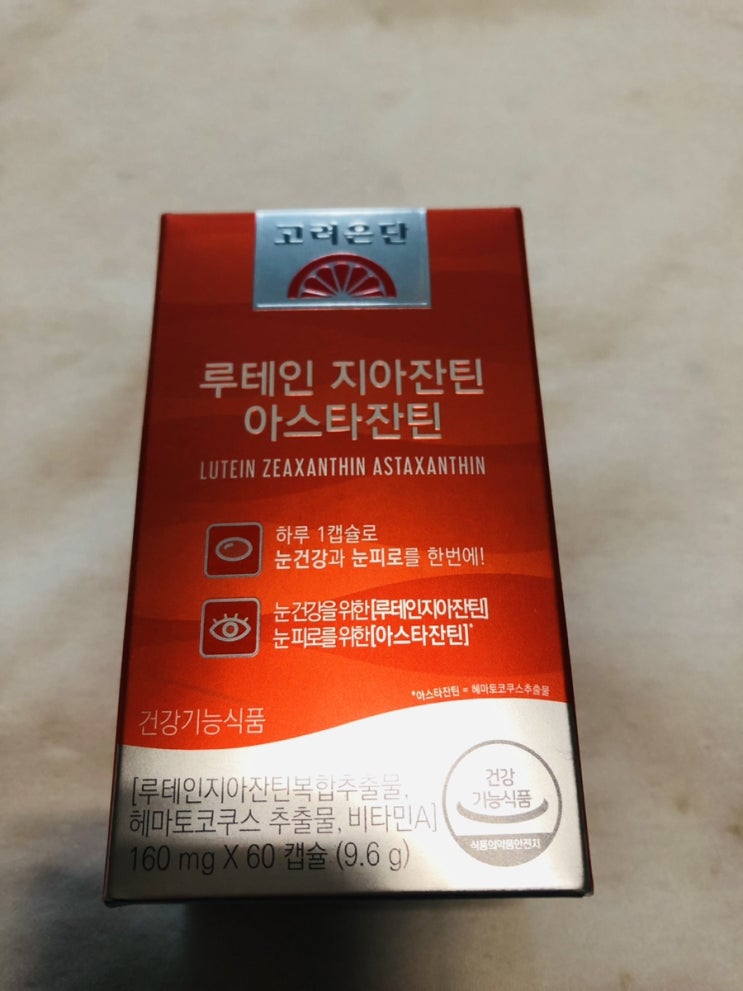 고려은단
루테인 지아잔틴
아스타잔틴
LUTEIN ZEAXANTHIN ASTAXANTHIN
하루 1캡슐로
눈건강과 눈피로를 한번에!
눈 건강을 위한 [루테인지아잔틴]
눈 피로를 위한 [아스타잔틴]*
*아스타잔틴 = 헤마토코쿠스추출물
건강기능식품
[루테인지아잔틴복합추출물,
헤마토코쿠스 추출물, 비타민A]
160 mg X 60 캡슐 (9.6 g)
건강
기능식품
식품의약품안전처